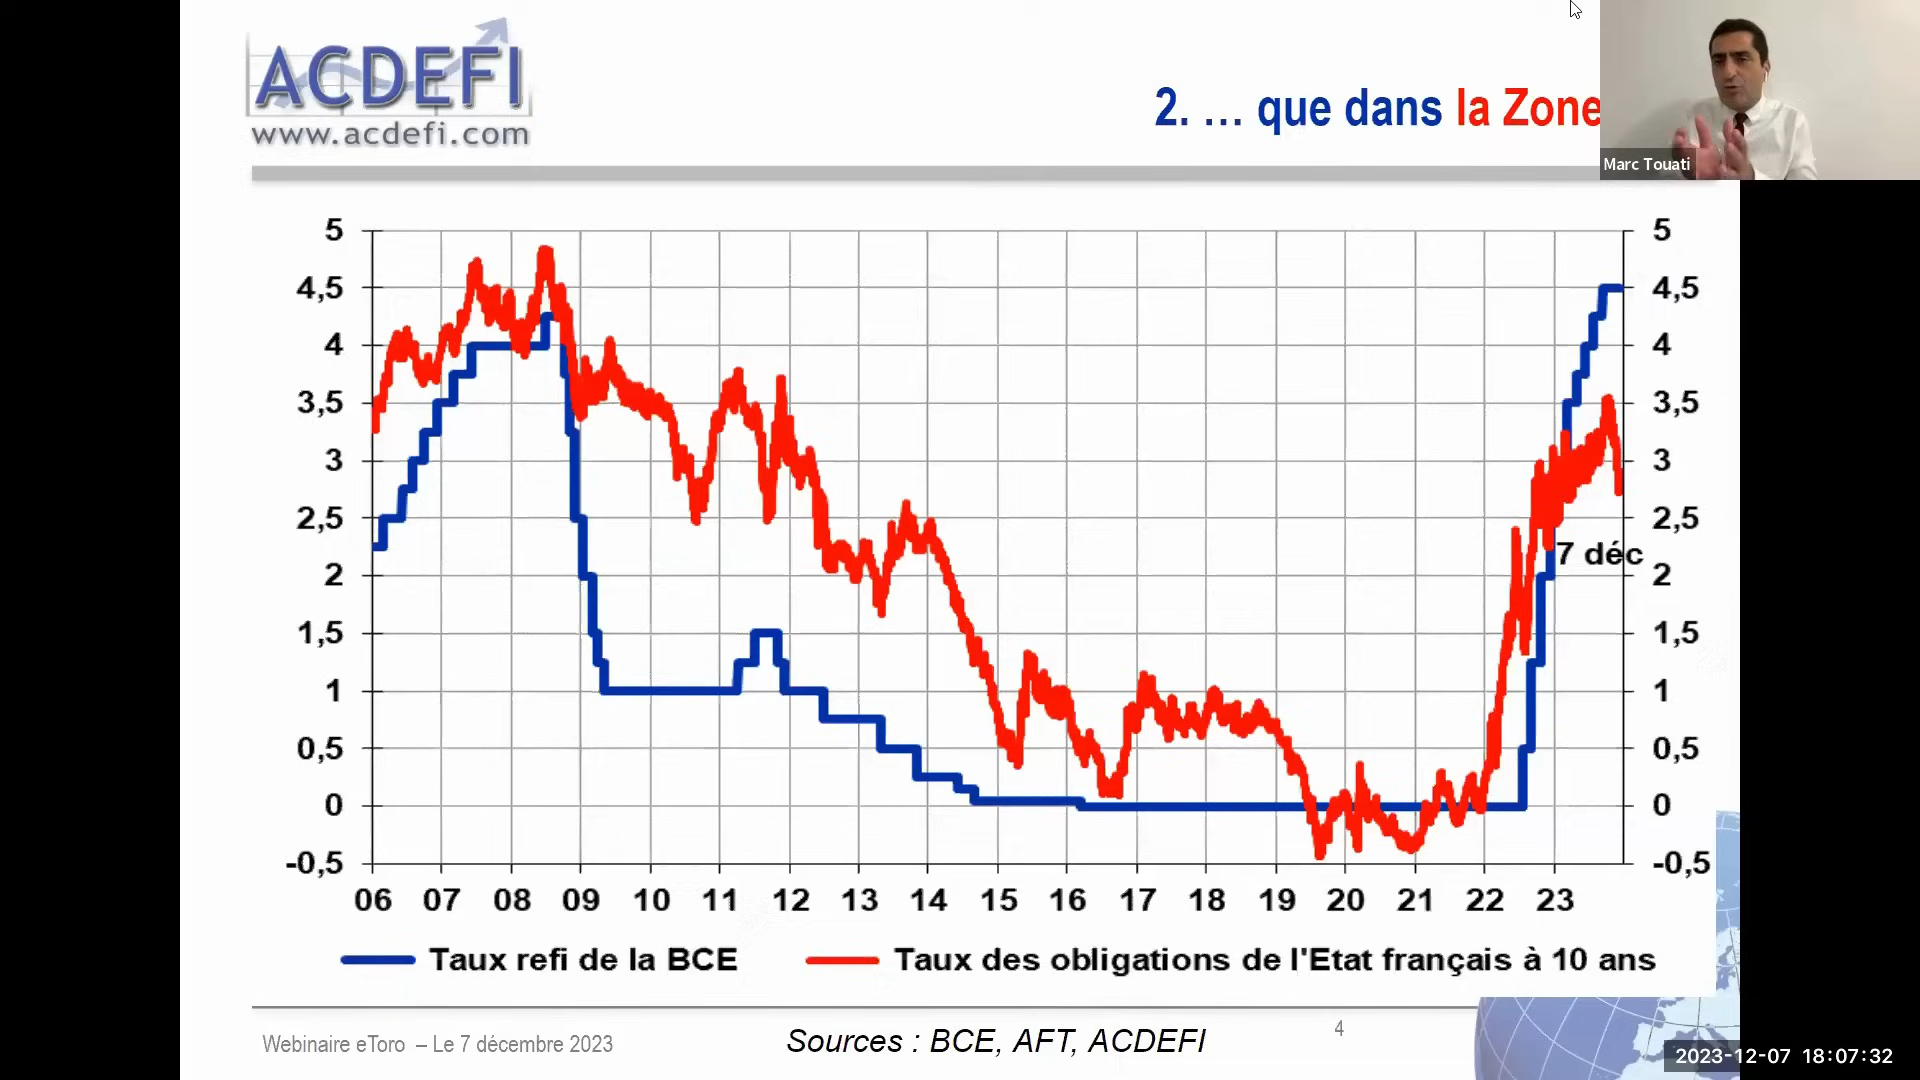 ACDEFI
www.acdefi.com
2. ... que dans la Zone
Marc Touati
5 5
4,5 4,5
4 4
3,5 3,5
3 3
2,5 2,5
7 déc
2 2
1,5 1,5
1 1
0,5 0,5
0 0
-0,5 -0,5
06 07 08 09 10 11 12 13 14 15 16 17 18 19 20 21 22 23
Taux refi de la BCE Taux des obligations de l'Etat français à 10 ans
Webinaire eToro – Le 7 décembre 2023
Sources : BCE, AFT, ACDEFI
4
2023-12-07 18:07:32